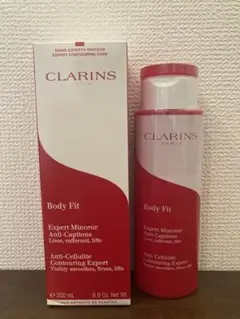 SOINS EXPERTS MINCEUR
EXPERT CONTOURING CARE
CLARINS
Body Fit
Expert Minceur
Anti-Capitons
Lisse, raffermit, lifte
Anti-Cellulite
Contouring Expert
Visibly smoothes, firms, lifts
200 mL
6.6 Oz. Net Wt.
CLARINS
PARIS
Body Fit
Expert Minceur
Anti-Capitons
Lisse, raffermit, lifte
Anti-Cellulite
Contouring Expert
Visibly smoothes, firms, lifts